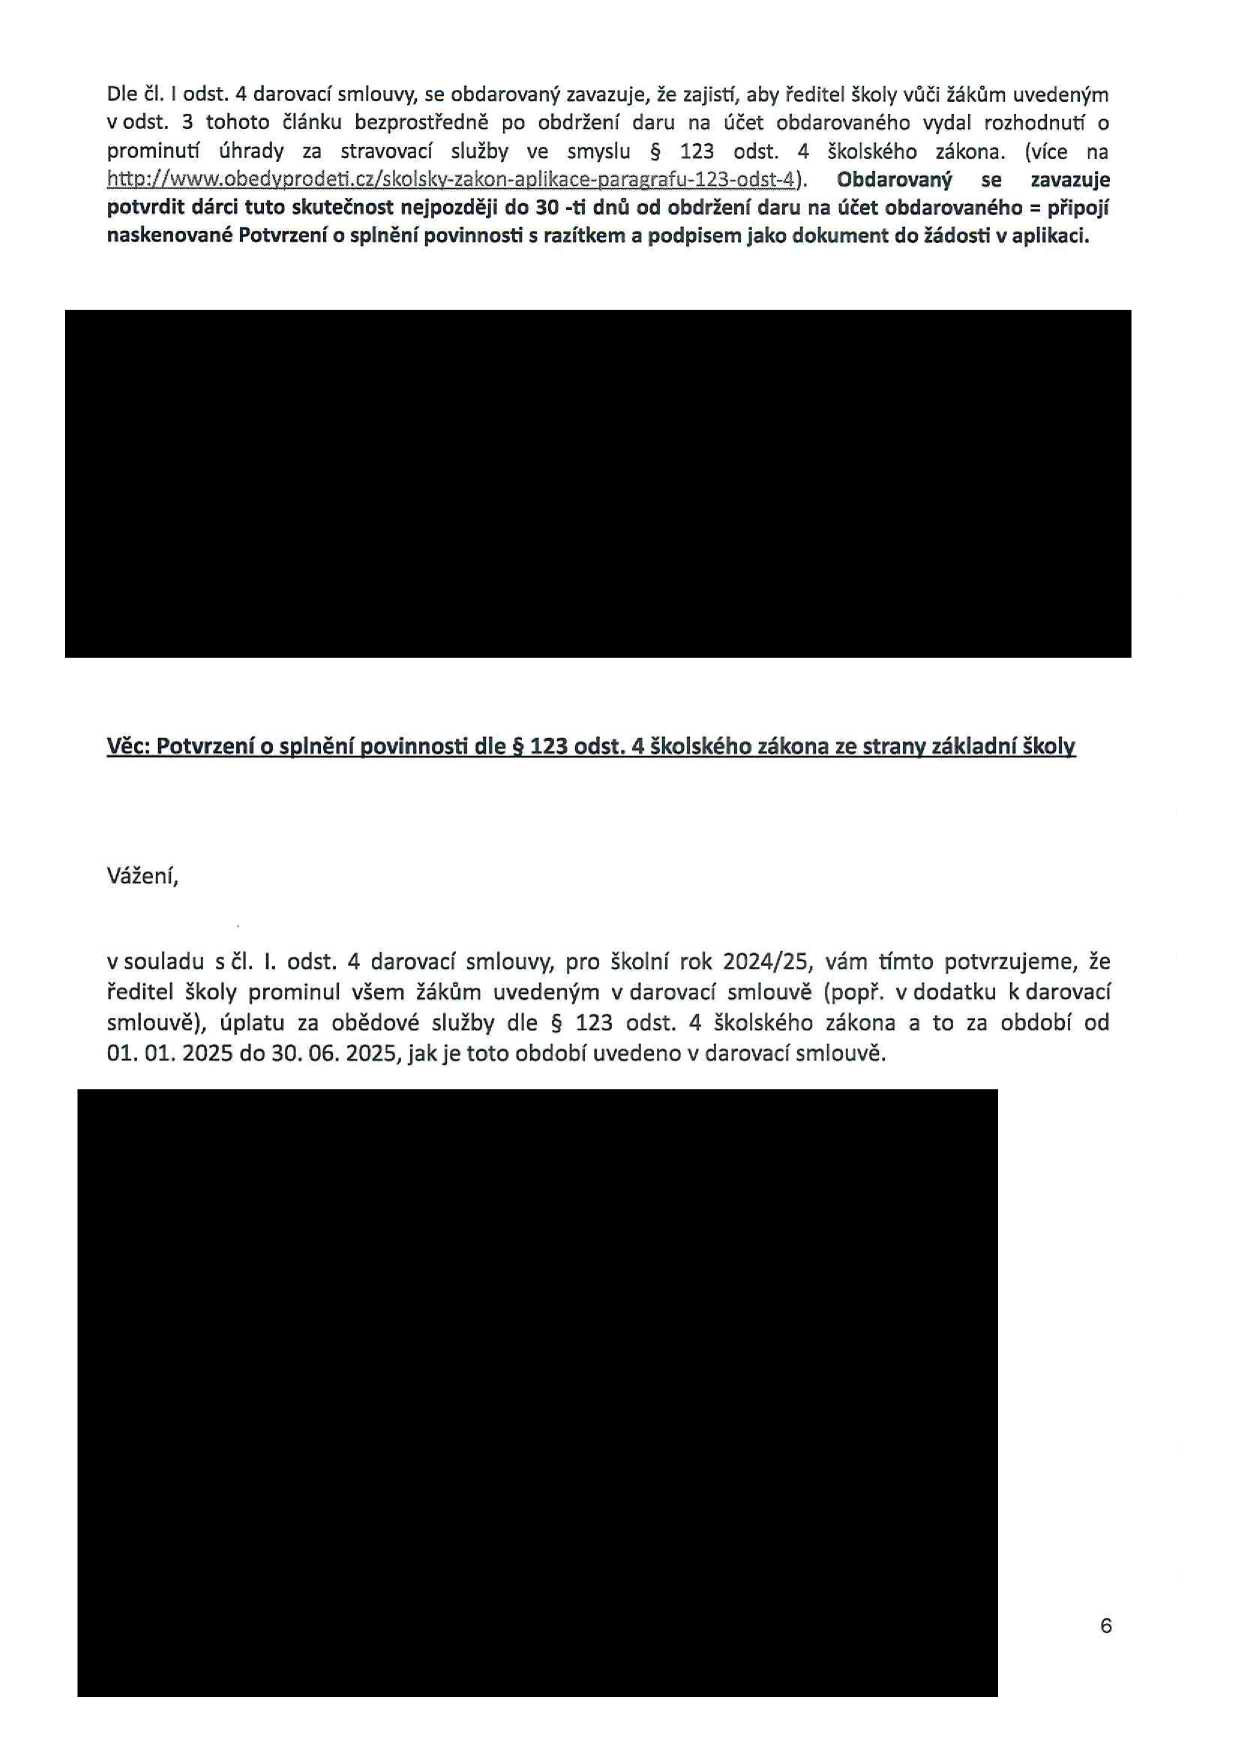 Dle čl. I odst. 4 darovací smlouvy, se obdarovaný zavazuje, že zajistí, aby ředitel školy vůči žákům uvedeným
v odst. 3 tohoto článku bezprostředně po obdržení daru na účet obdarovaného vydal rozhodnutí o
prominutí úhrady za stravovací služby ve smyslu § 123 odst. 4 školského zákona. (více na
http://www.obedyprodeti.cz/skolsky-zakon-aplikace-paragrafu-123-odst-4). Obdarovaný se zavazuje
potvrdit dárci tuto skutečnost nejpozději do 30 -ti dnů od obdržení daru na účet obdarovaného = připojí
naskenované Potvrzení o splnění povinnosti s razítkem a podpisem jako dokument do žádosti v aplikaci.
Věc: Potvrzení o splnění povinnosti dle § 123 odst. 4 školského zákona ze strany základní školy
Vážení,
v souladu s čl. I. odst. 4 darovací smlouvy, pro školní rok 2024/25, vám tímto potvrzujeme, že
ředitel školy prominul všem žákům uvedeným v darovací smlouvě (popř. v dodatku k darovací
smlouvě), úplatu za obědové služby dle § 123 odst. 4 školského zákona a to za období od
01. 01. 2025 do 30. 06. 2025, jak je toto období uvedeno v darovací smlouvě.
6